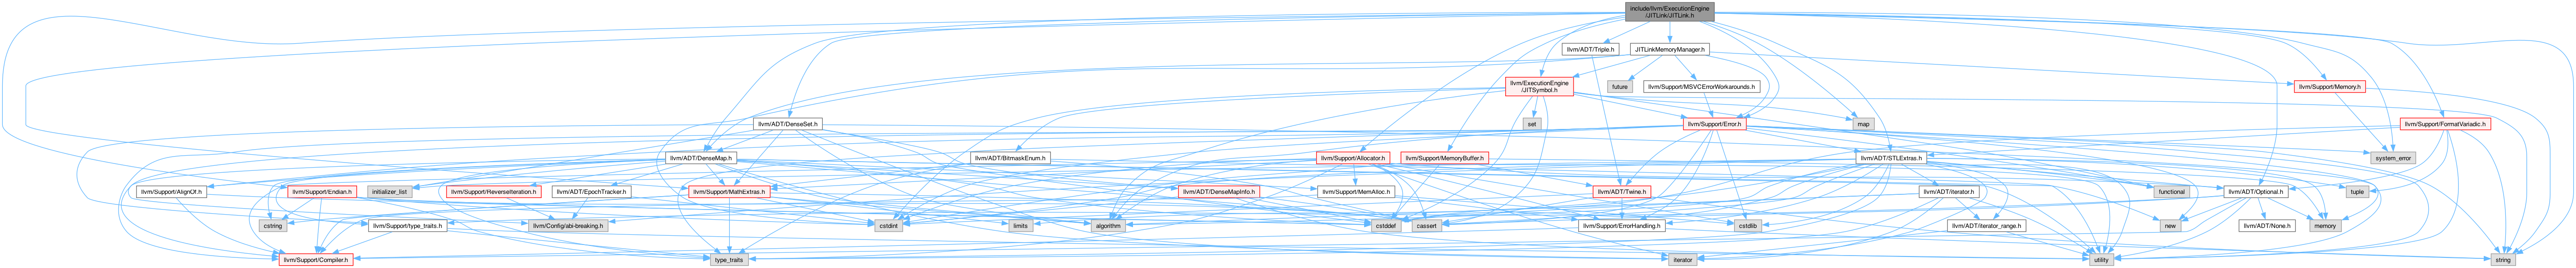 include/llvm/ExecutionEngine
/JITLink/JITLink.h
llvm/ADT/Triple.h
JITLinkMemoryManager.h
llvm/ExecutionEngine
/JITSymbol.h
future
llvm/Support/MSVCErrorWorkarounds.h
llvm/Support/Memory.h
llvm/ADT/DenseSet.h
set
llvm/Support/Error.h
map
llvm/Support/FormatVariadic.h
llvm/ADT/DenseMap.h
llvm/ADT/BitmaskEnum.h
llvm/Support/Allocator.h
llvm/Support/MemoryBuffer.h
llvm/ADT/STLExtras.h
system_error
llvm/Support/AlignOf.h
llvm/Support/Endian.h
initializer_list
llvm/Support/ReverseIteration.h
llvm/ADT/EpochTracker.h
llvm/Support/MathExtras.h
llvm/ADT/DenseMapInfo.h
llvm/Support/MemAlloc.h
llvm/ADT/Twine.h
llvm/ADT/iterator.h
functional
llvm/ADT/Optional.h
tuple
cstring
llvm/Support/type_traits.h
llvm/Config/abi-breaking.h
cstdint
limits
algorithm
cstddef
cassert
llvm/Support/ErrorHandling.h
cstdlib
llvm/ADT/iterator_range.h
new
llvm/ADT/None.h
memory
llvm/Support/Compiler.h
type_traits
iterator
utility
string